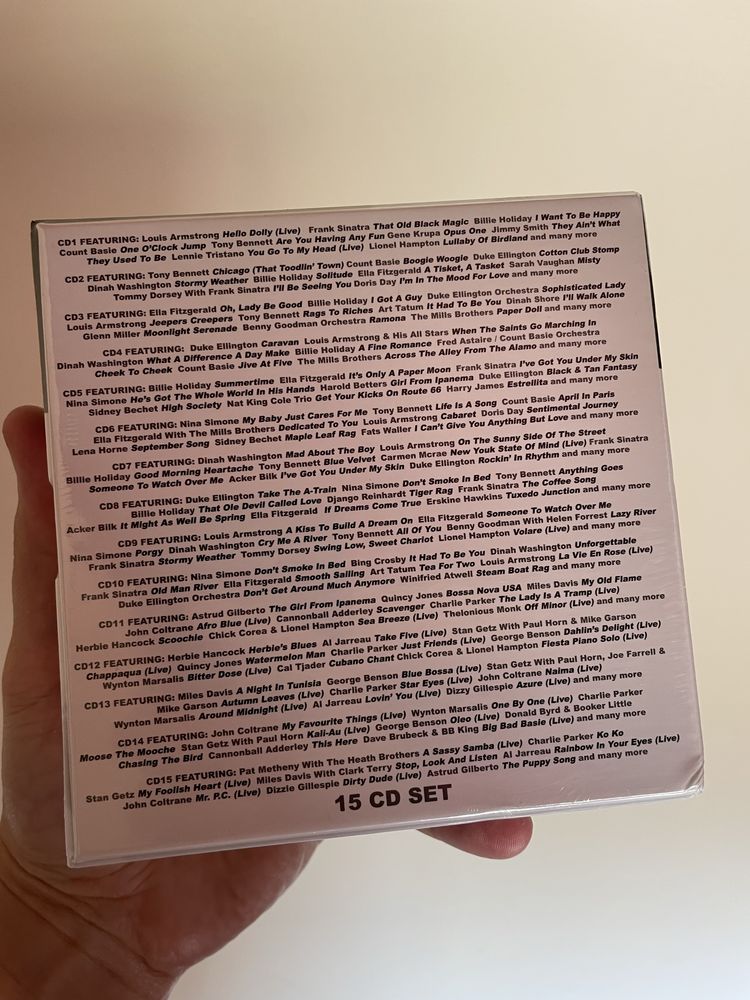 CD1 FEATURING: Louis Armstrong Hello Dolly (Live) Frank Sinatra That Old Black Magic Billie Holiday I Want To Be Happy
Count Basie One O'Clock Jump Tony Bennett Are You Having Any Fun Gene Krupa Opus One Jimmy Smith They Ain't What
They Used To Be Lennie Tristano You Go To My Head (Live) Lionel Hampton Lullaby Of Birdland and many more
CD2 FEATURING: Tony Bennett Chicago (That Toodlin' Town) Count Basie Boogie Woogie Duke Ellington Cotton Club Stomp
Dinah Washington Stormy Weather Billie Holiday Solitude Ella Fitzgerald A Tisket, A Tasket Sarah Vaughan Misty
Tommy Dorsey With Frank Sinatra I'll Be Seeing You Doris Day I'm In The Mood For Love and many more
CD3 FEATURING: Ella Fitzgerald Oh, Lady Be Good Billie Holiday I Got A Guy Duke Ellington Orchestra Sophisticated Lady
Louis Armstrong Jeepers Creepers Tony Bennett Rags To Riches Art Tatum It Had To Be You Dinah Shore I'll Walk Alone
Glenn Miller Moonlight Serenade Benny Goodman Orchestra Ramona The Mills Brothers Paper Doll and many more
CD4 FEATURING: Duke Ellington Caravan Louis Armstrong & His All Stars When The Saints Go Marching In
Dinah Washington What A Difference A Day Make Billie Holiday A Fine Romance Fred Astaire / Count Basie Orchestra
Cheek To Cheek Count Basie Jive At Five The Mills Brothers Across The Alley From The Alamo and many more
CD5 FEATURING: Billie Holiday Summertime Ella Fitzgerald It's Only A Paper Moon Frank Sinatra I've Got You Under My Skin
Nina Simone He's Got The Whole World In His Hands Harold Betters Girl From Ipanema Duke Ellington Black & Tan Fantasy
Sidney Bechet High Society Nat King Cole Trio Get Your Kicks On Route 66 Harry James Estrellita and many more
CD6 FEATURING: Nina Simone My Baby Just Cares For Me Tony Bennett Life Is A Song Count Basie April In Paris
Ella Fitzgerald With The Mills Brothers Dedicated To You Louis Armstrong Cabaret Doris Day Sentimental Journey
Lena Horne September Song Sidney Bechet Maple Leaf Rag Fats Waller I Can't Give You Anything But Love and many more
CD7 FEATURING: Dinah Washington Mad About The Boy Louis Armstrong On The Sunny Side Of The Street
Billie Holiday Good Morning Heartache Tony Bennett Blue Velvet Carmen Mcrae New Youk State Of Mind (Live) Frank Sinatra
Someone To Watch Over Me Acker Bilk I've Got You Under My Skin Duke Ellington Rockin' In Rhythm and many more
CD8 FEATURING: Duke Ellington Take The A-Train Nina Simone Don't Smoke In Bed Tony Bennett Anything Goes
Billie Holiday That Ole Devil Called Love Django Reinhardt Tiger Rag Frank Sinatra The Coffee Song
Acker Bilk It Might As Well Be Spring Ella Fitzgerald If Dreams Come True Erskine Hawkins Tuxedo Junction and many more
CD9 FEATURING: Louis Armstrong A Kiss To Build A Dream On Ella Fitzgerald Someone To Watch Over Me
Nina Simone Porgy Dinah Washington Cry Me A River Tony Bennett All Of You Benny Goodman With Helen Forrest Lazy River
Frank Sinatra Stormy Weather Tommy Dorsey Swing Low, Sweet Chariot Lionel Hampton Volare (Live) and many more
CD10 FEATURING: Nina Simone Don't Smoke In Bed Bing Crosby It Had To Be You Dinah Washington Unforgettable
Frank Sinatra Old Man River Ella Fitzgerald Smooth Sailing Art Tatum Tea For Two Louis Armstrong La Vie En Rose (Live)
Duke Ellington Orchestra Don't Get Around Much Anymore Winifried Atwell Steam Boat Rag and many more
CD11 FEATURING: Astrud Gilberto The Girl From Ipanema Quincy Jones Bossa Nova USA Miles Davis My Old Flame
John Coltrane Afro Blue (Live) Cannonball Adderley Scavenger Charlie Parker The Lady Is A Tramp (Live)
Herbie Hancock Scoochie Chick Corea & Lionel Hampton Sea Breeze (Live) Thelonious Monk Off Minor (Live) and many more
CD12 FEATURING: Herbie Hancock Herbie's Blues Al Jarreau Take Five (Live) Stan Getz With Paul Horn & Mike Garson
Chappaqua (Live) Quincy Jones Watermelon Man Charlie Parker Just Friends (Live) George Benson Dahlin's Delight (Live)
Wynton Marsalis Bitter Dose (Live) Cal Tjader Cubano Chant Chick Corea & Lionel Hampton Fiesta Piano Solo (Live)
CD13 FEATURING: Miles Davis A Night In Tunisia George Benson Blue Bossa (Live) Stan Getz With Paul Horn, Joe Farrell &
Mike Garson Autumn Leaves (Live) Charlie Parker Star Eyes (Live) John Coltrane Naima (Live)
Wynton Marsalis Around Midnight (Live) Al Jarreau Lovin' You (Live) Dizzy Gillespie Azure (Live) and many more
CD14 FEATURING: John Coltrane My Favourite Things (Live) Wynton Marsalis One By One (Live) Charlie Parker
Moose The Mooche Stan Getz With Paul Horn Kali-Au (Live) George Benson Oleo (Live) Donald Byrd & Booker Little
Chasing The Bird Cannonball Adderley This Here Dave Brubeck & BB King Big Bad Basie (Live) and many more
CD15 FEATURING: Pat Metheny With The Heath Brothers A Sassy Samba (Live) Charlie Parker Ko Ko
Stan Getz My Foolish Heart (Live) Miles Davis With Clark Terry Stop, Look And Listen Al Jarreau Rainbow In Your Eyes (Live)
John Coltrane Mr. P.C. (Live) Dizzie Gillespie Dirty Dude (Live) Astrud Gilberto The Puppy Song and many more
15 CD SET